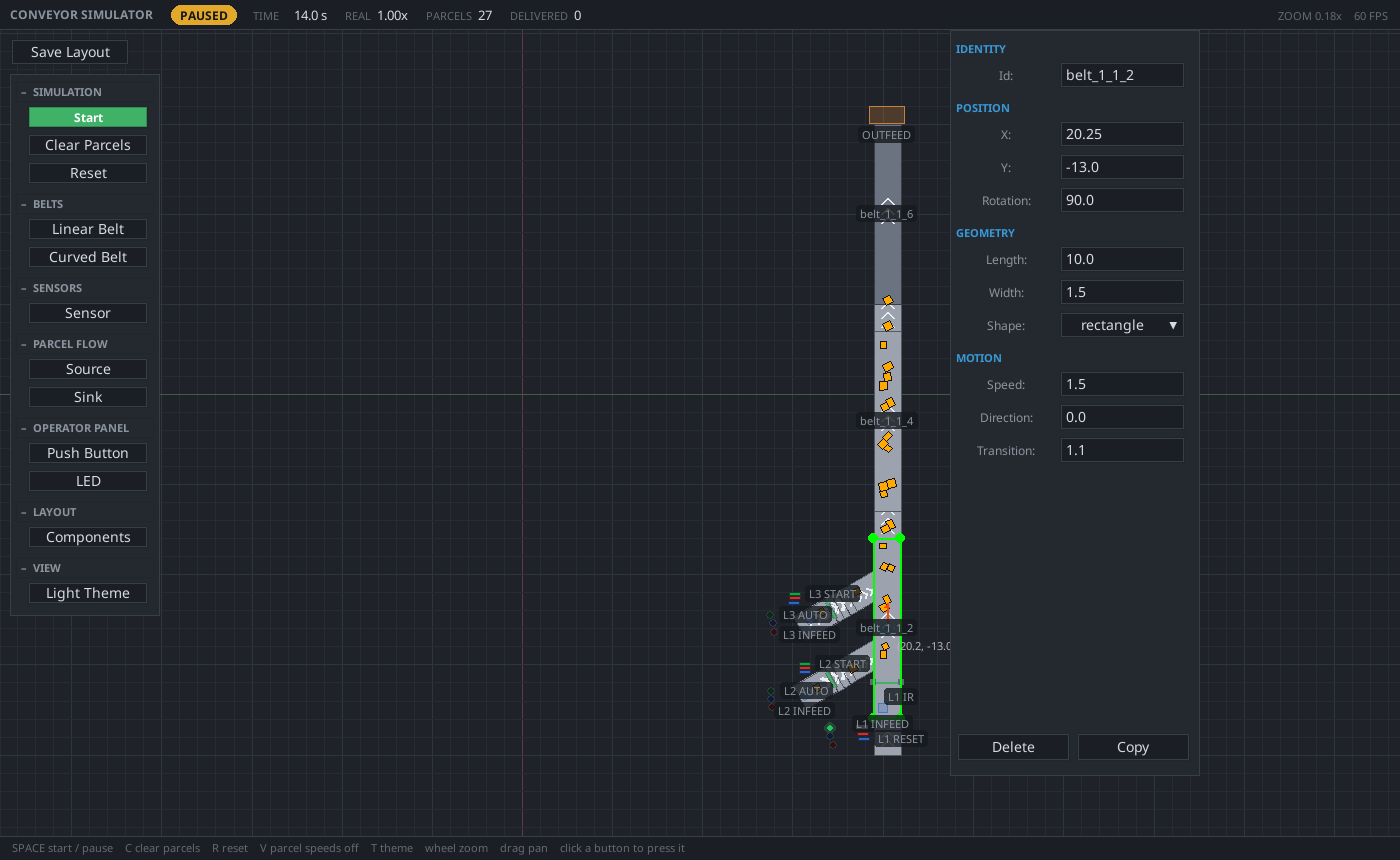 CONVEYOR SIMULATOR PAUSED TIME 14.0 s REAL 1.00x PARCELS 27 DELIVERED 0 ZOOM 0.18x 60 FPS
Save Layout
– SIMULATION
Start
Clear Parcels
Reset
– BELTS
Linear Belt
Curved Belt
– SENSORS
Sensor
– PARCEL FLOW
Source
Sink
– OPERATOR PANEL
Push Button
LED
– LAYOUT
Components
– VIEW
Light Theme
OUTFEED
belt_1_1_6
belt_1_1_4
L3 START
L3 AUTO
belt_1_1_2
L3 INFEED
20.2, -13.0
L2 START
L2 AUTO
L1 IR
L2 INFEED
L1 INFEED
L1 RESET
IDENTITY
Id: belt_1_1_2
POSITION
X: 20.25
Y: -13.0
Rotation: 90.0
GEOMETRY
Length: 10.0
Width: 1.5
Shape: rectangle ▼
MOTION
Speed: 1.5
Direction: 0.0
Transition: 1.1
Delete Copy
SPACE start / pause C clear parcels R reset V parcel speeds off T theme wheel zoom drag pan click a button to press it